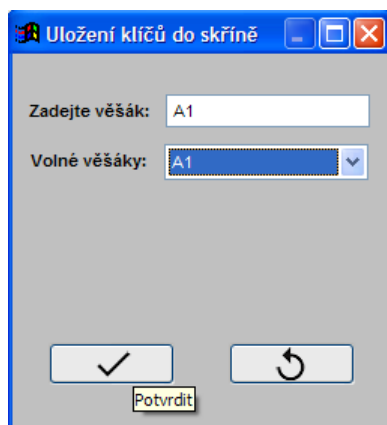 Uložení klíčů do skříně
Zadejte věšák: A1
Volné věšáky: A1
Potvrdit